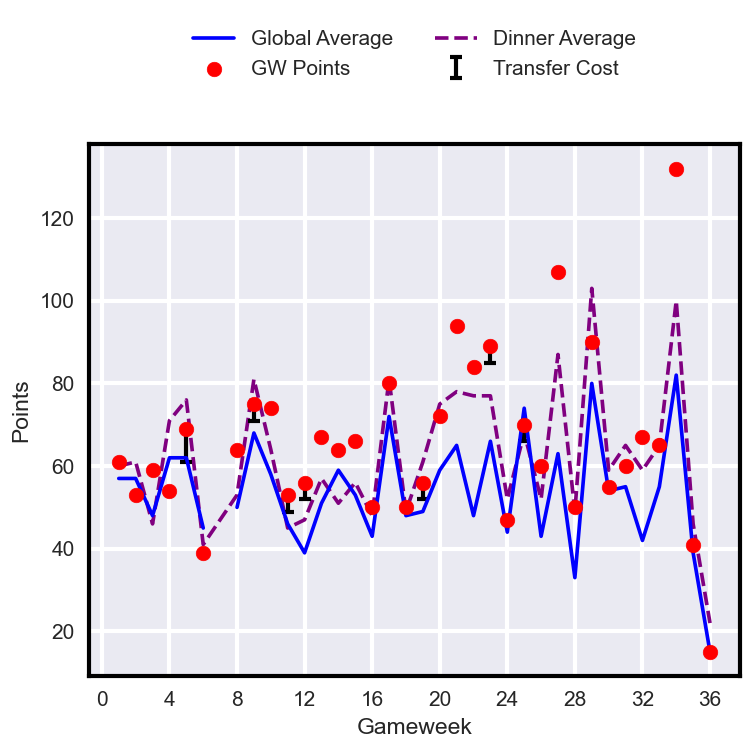 Global Average
Dinner Average
GW Points
Transfer Cost
120
100
80
60
40
20
Points
0 4 8 12 16 20 24 28 32 36
Gameweek